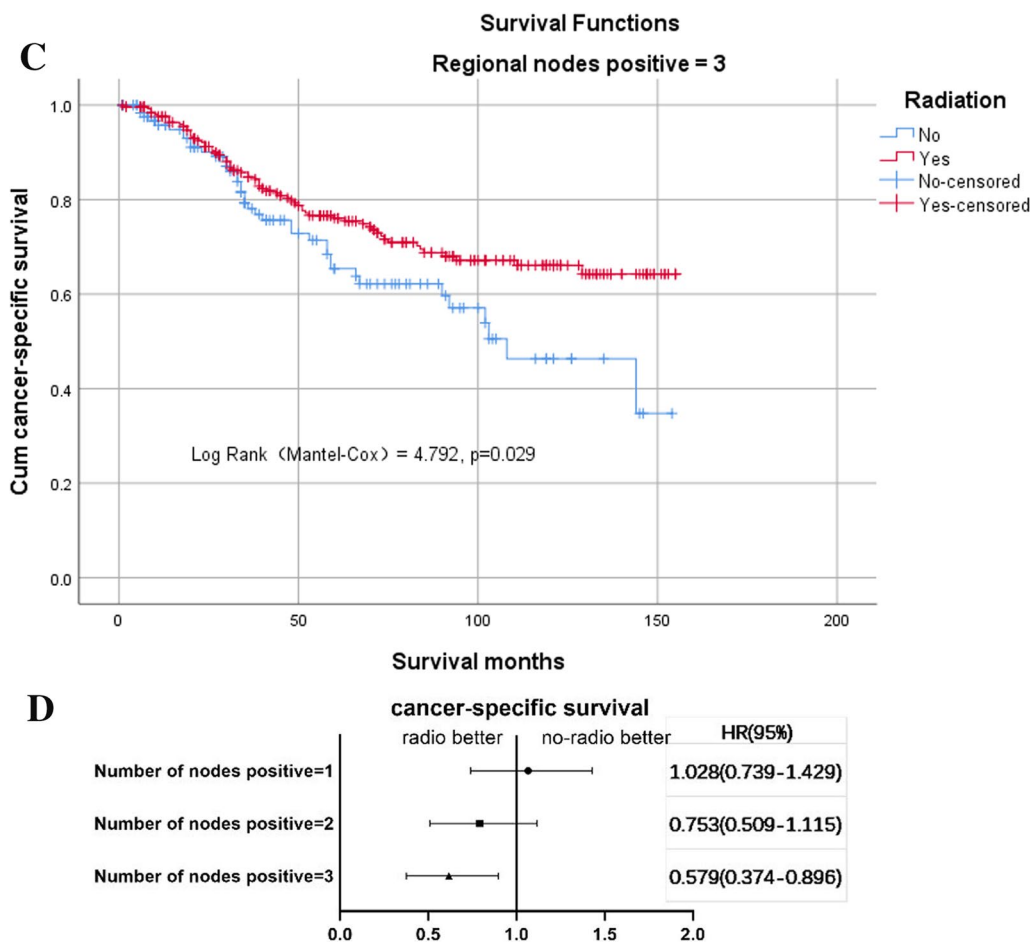 Survival Functions
C
Regional nodes positive = 3
Radiation
No
Yes
No-censored
Yes-censored
Cum cancer-specific survival
1.0
0.8
0.6
0.4
0.2
0.0
Log Rank (Mantel-Cox) = 4.792, p=0.029
0 50 100 150 200
Survival months
D
cancer-specific survival
radio better no-radio better HR(95%)
Number of nodes positive=1 1.028(0.739-1.429)
Number of nodes positive=2 0.753(0.509-1.115)
Number of nodes positive=3 0.579(0.374-0.896)
0.0 0.5 1.0 1.5 2.0